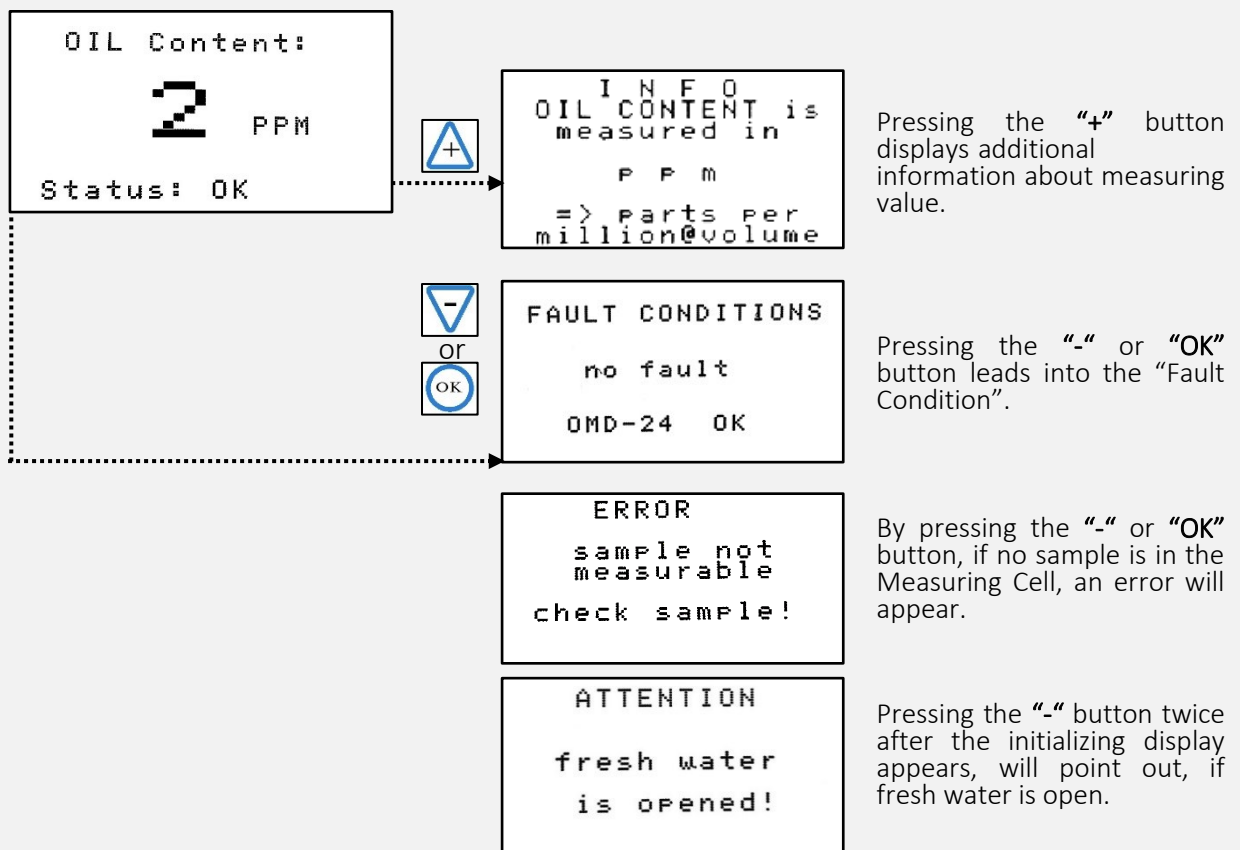 OIL Content:
2 PPM
Status: OK
+
I N F O
OIL CONTENT is
measured in
P P m
=> parts per
million@volume
Pressing the “+” button
displays additional
information about measuring
value.
-
or
OK
FAULT CONDITIONS
no fault
OMD-24 OK
Pressing the “-“ or “OK”
button leads into the “Fault
Condition”.
ERROR
sample not
measurable
check sample!
By pressing the “-“ or “OK”
button, if no sample is in the
Measuring Cell, an error will
appear.
ATTENTION
fresh water
is opened!
Pressing the “-“ button twice
after the initializing display
appears, will point out, if
fresh water is open.